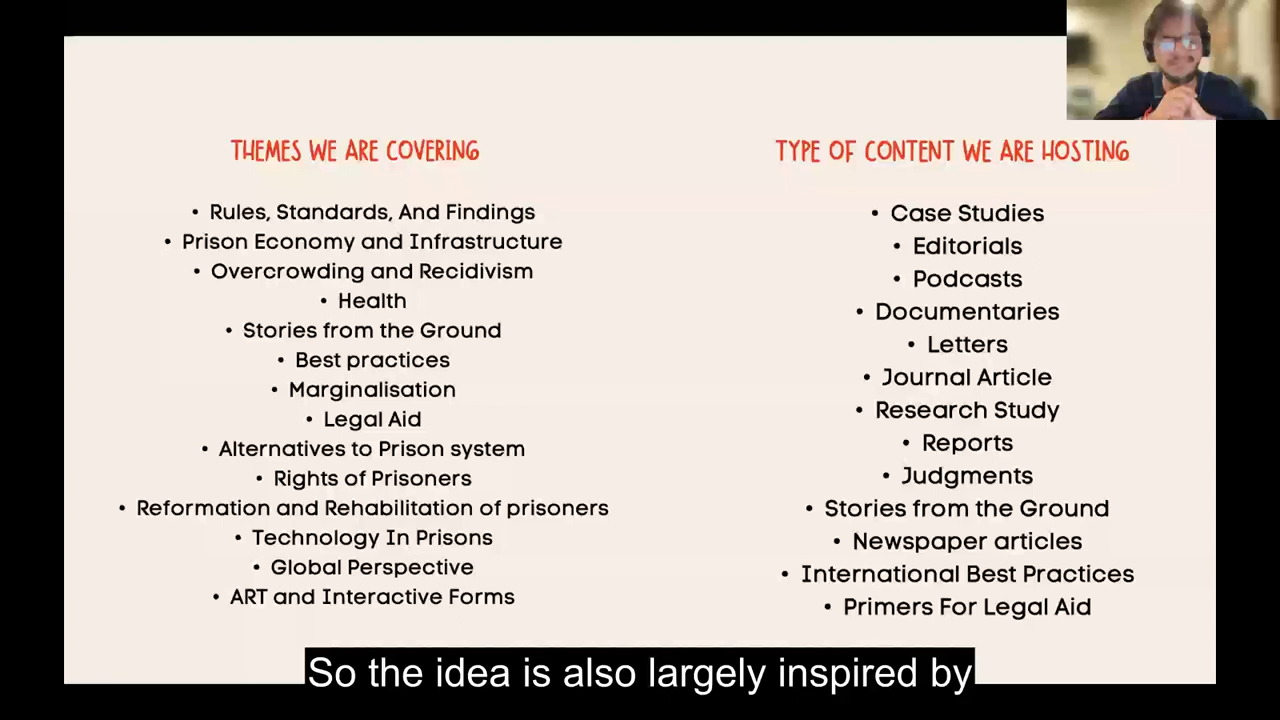 THEMES WE ARE COVERING
• Rules, Standards, And Findings
• Prison Economy and Infrastructure
• Overcrowding and Recidivism
• Health
• Stories from the Ground
• Best practices
• Marginalisation
• Legal Aid
• Alternatives to Prison system
• Rights of Prisoners
• Reformation and Rehabilitation of prisoners
• Technology In Prisons
• Global Perspective
• ART and Interactive Forms
TYPE OF CONTENT WE ARE HOSTING
• Case Studies
• Editorials
• Podcasts
• Documentaries
• Letters
• Journal Article
• Research Study
• Reports
• Judgments
• Stories from the Ground
• Newspaper articles
• International Best Practices
• Primers For Legal Aid
So the idea is also largely inspired by